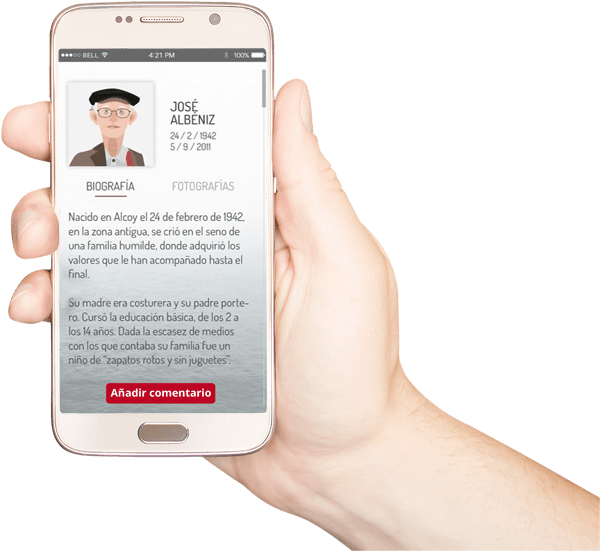 BELL 4:21 PM 100%
JOSÉ
ALBÉNIZ
24 / 2 / 1942
5 / 9 / 2011
BIOGRAFÍA FOTOGRAFÍAS
Nacido en Alcoy el 24 de febrero de 1942,
en la zona antigua, se crió en el seno de
una familia humilde, donde adquirió los
valores que le han acompañado hasta el
final.
Su madre era costurera y su padre porte-
ro. Cursó la educación básica, de los 2 a
los 14 años. Dada la escasez de medios
con los que contaba su familia fue un
niño de “zapatos rotos y sin juguetes”.
Añadir comentario